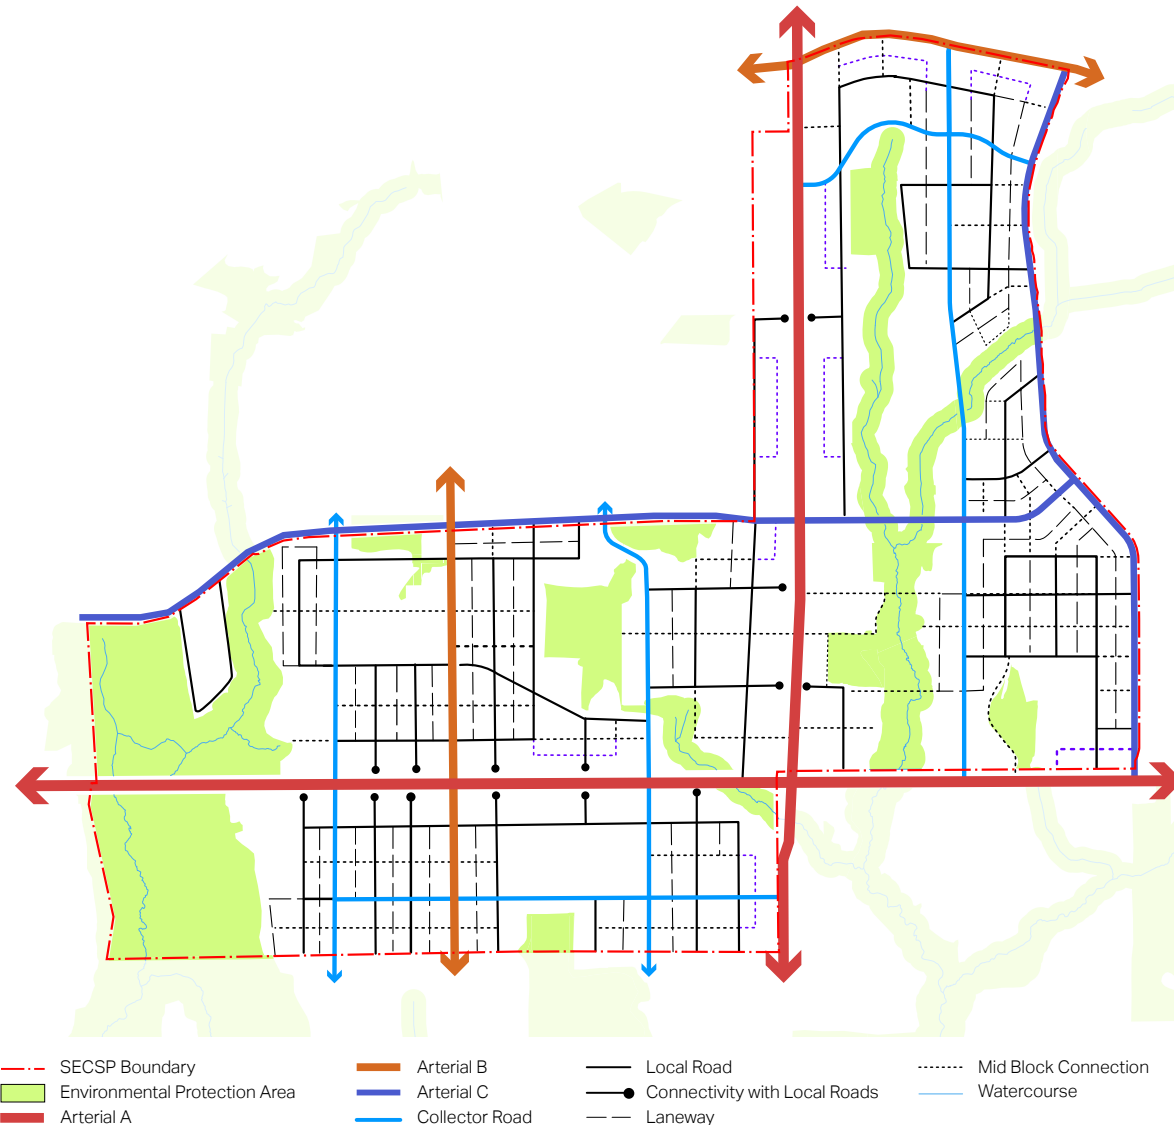 SECSP Boundary
Environmental Protection Area
Arterial A
Arterial B
Arterial C
Collector Road
Local Road
Connectivity with Local Roads
Laneway
Mid Block Connection
Watercourse